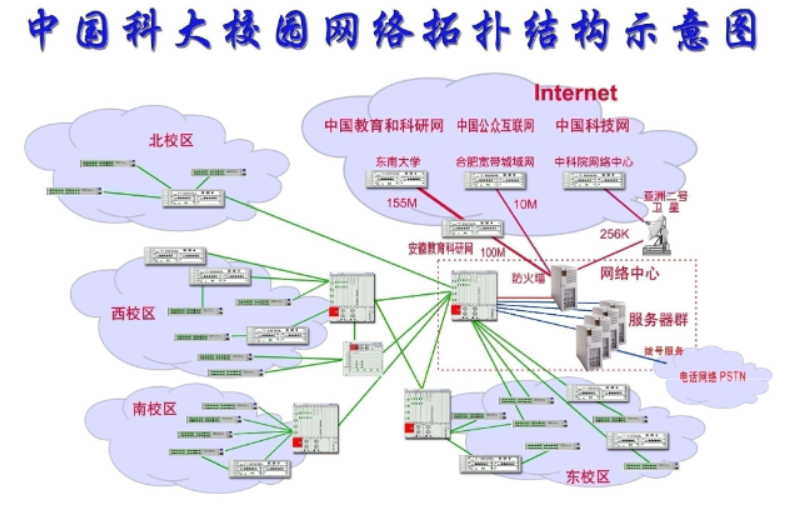 中国科大校园网络拓扑结构示意图
Internet
中国教育和科研网
中国公众互联网
中国科技网
北校区
东南大学
合肥宽带城域网
中科院网络中心
亚洲二号
卫 星
155M
10M
256K
安徽教育科研网
100M
防火墙
网络中心
西校区
服务器群
拨号服务
电话网络 PSTN
南校区
东校区